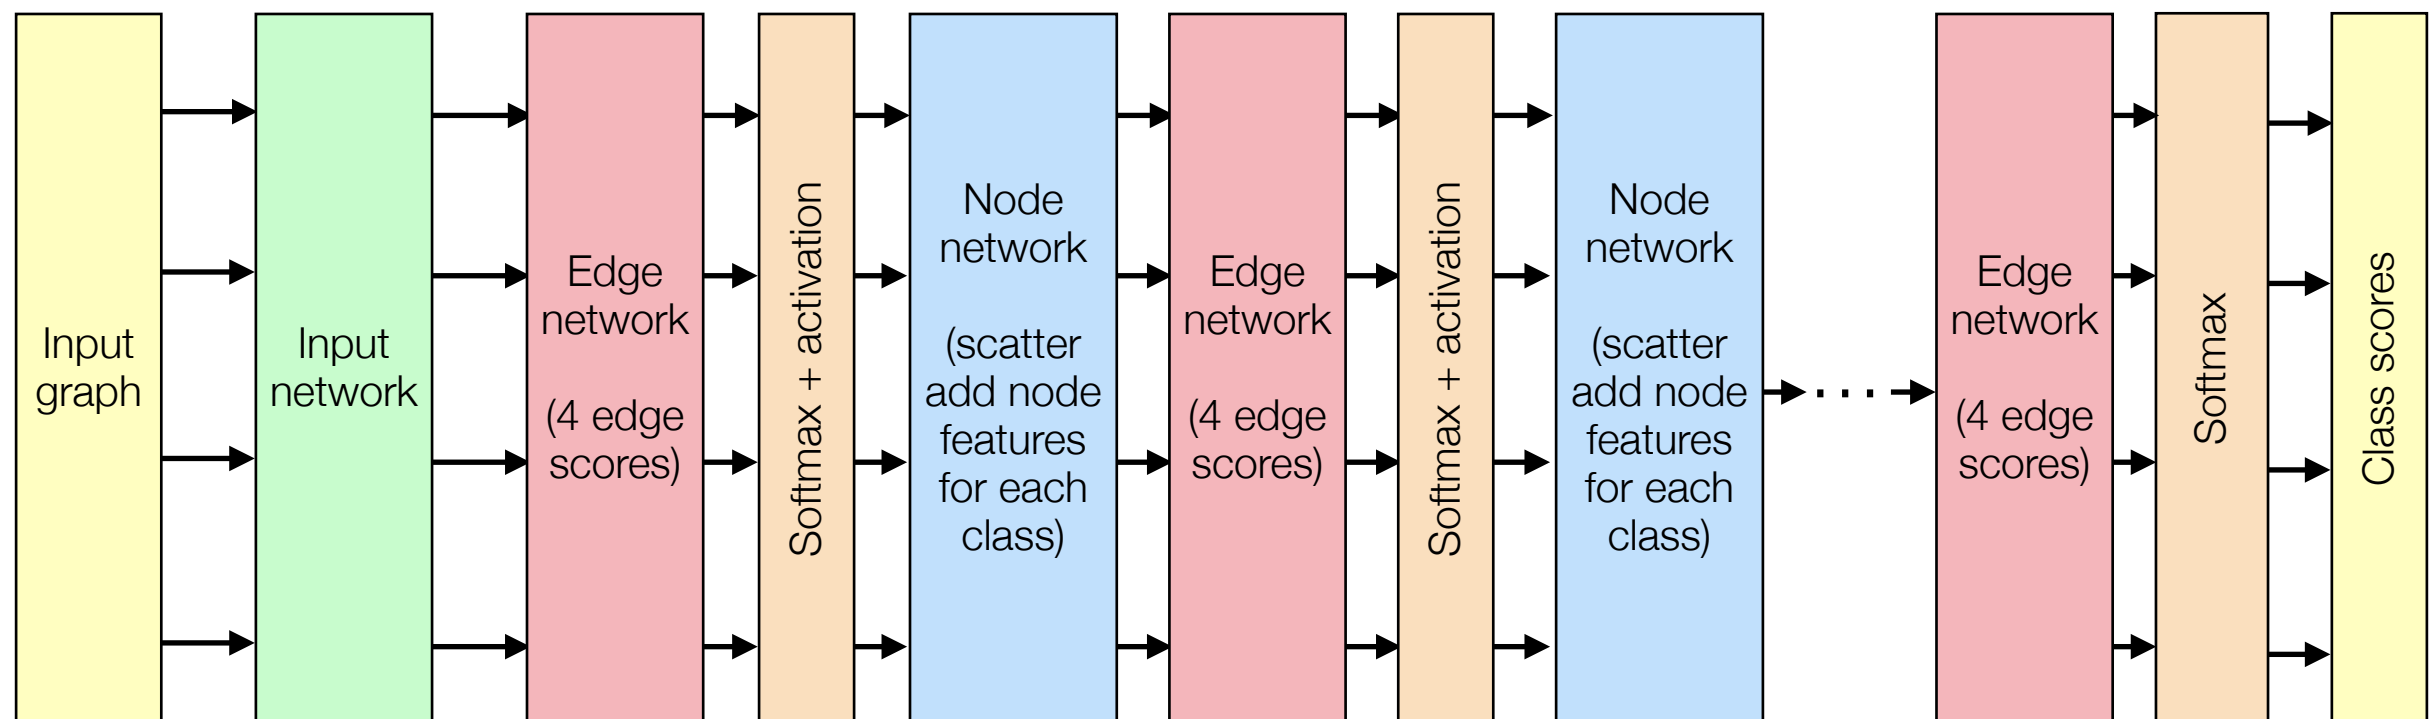 Input
graph
Input
network
Edge
network
(4 edge
scores)
Softmax + activation
Node
network
(scatter
add node
features
for each
class)
Edge
network
(4 edge
scores)
Softmax + activation
Node
network
(scatter
add node
features
for each
class)
. . .
Edge
network
(4 edge
scores)
Softmax
Class scores